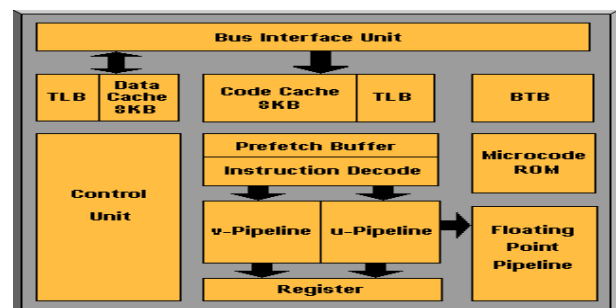 Bus Interface Unit
TLB
Data
Cache
8KB
Code Cache
8KB
TLB
BTB
Control
Unit
Prefetch Buffer
Instruction Decode
Microcode
ROM
v-Pipeline
u-Pipeline
Floating
Point
Pipeline
Register